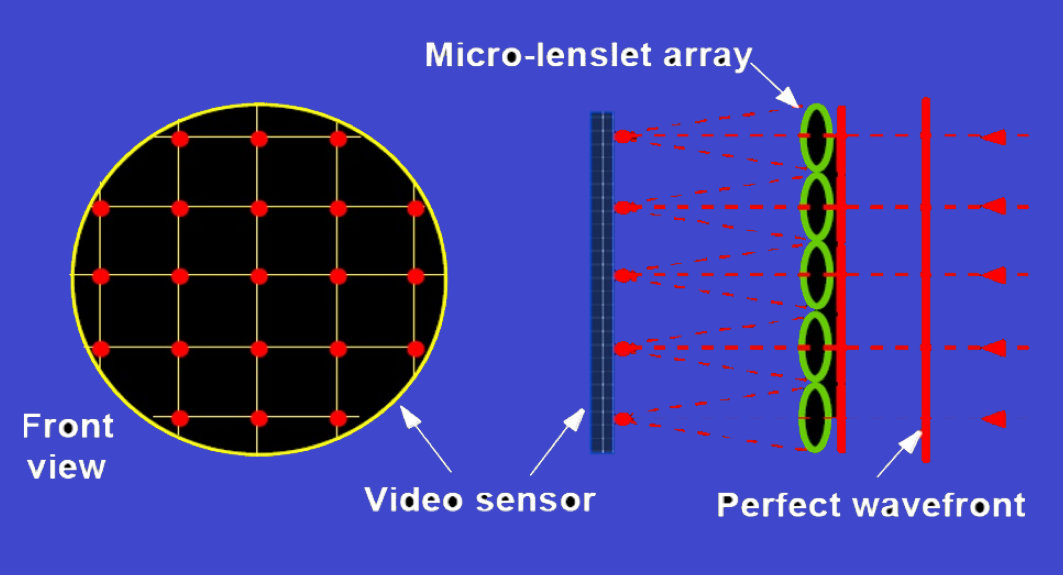 Micro-lenslet array
Front
view
Video sensor
Perfect wavefront